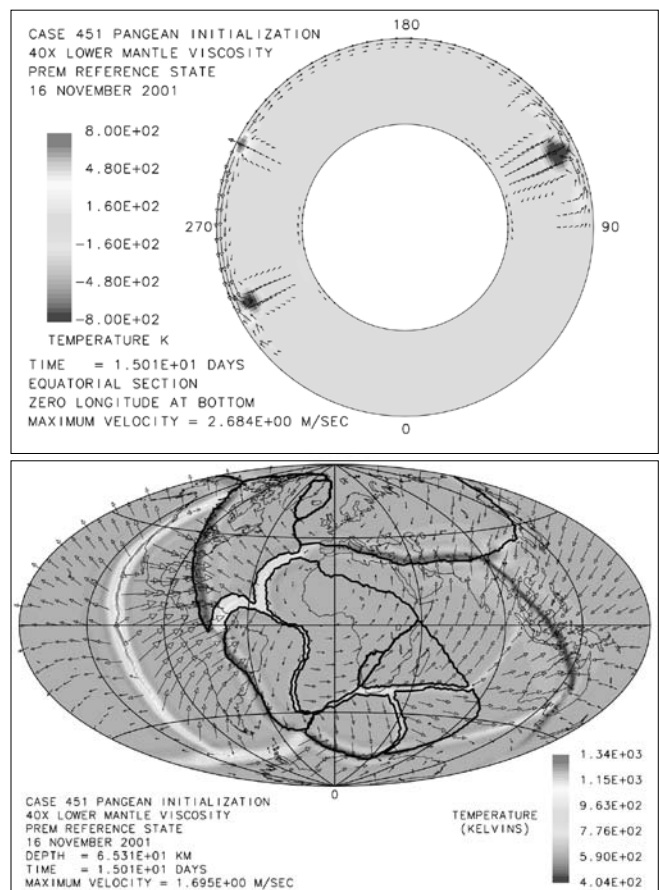 CASE 451 PANGEAN INITIALIZATION
40X LOWER MANTLE VISCOSITY
PREM REFERENCE STATE
16 NOVEMBER 2001
180
8.00E+02
4.80E+02
1.60E+02
-1.60E+02
-4.80E+02
-8.00E+02
270
90
TEMPERATURE K
TIME = 1.501E+01 DAYS
EQUATORIAL SECTION
ZERO LONGITUDE AT BOTTOM
MAXIMUM VELOCITY = 2.684E+00 M/SEC
0
0
CASE 451 PANGEAN INITIALIZATION
40X LOWER MANTLE VISCOSITY
PREM REFERENCE STATE
16 NOVEMBER 2001
DEPTH = 6.531E+01 KM
TIME = 1.501E+01 DAYS
MAXIMUM VELOCITY = 1.695E+00 M/SEC
TEMPERATURE
(KELVINS)
1.34E+03
1.15E+03
9.63E+02
7.76E+02
5.90E+02
4.04E+02